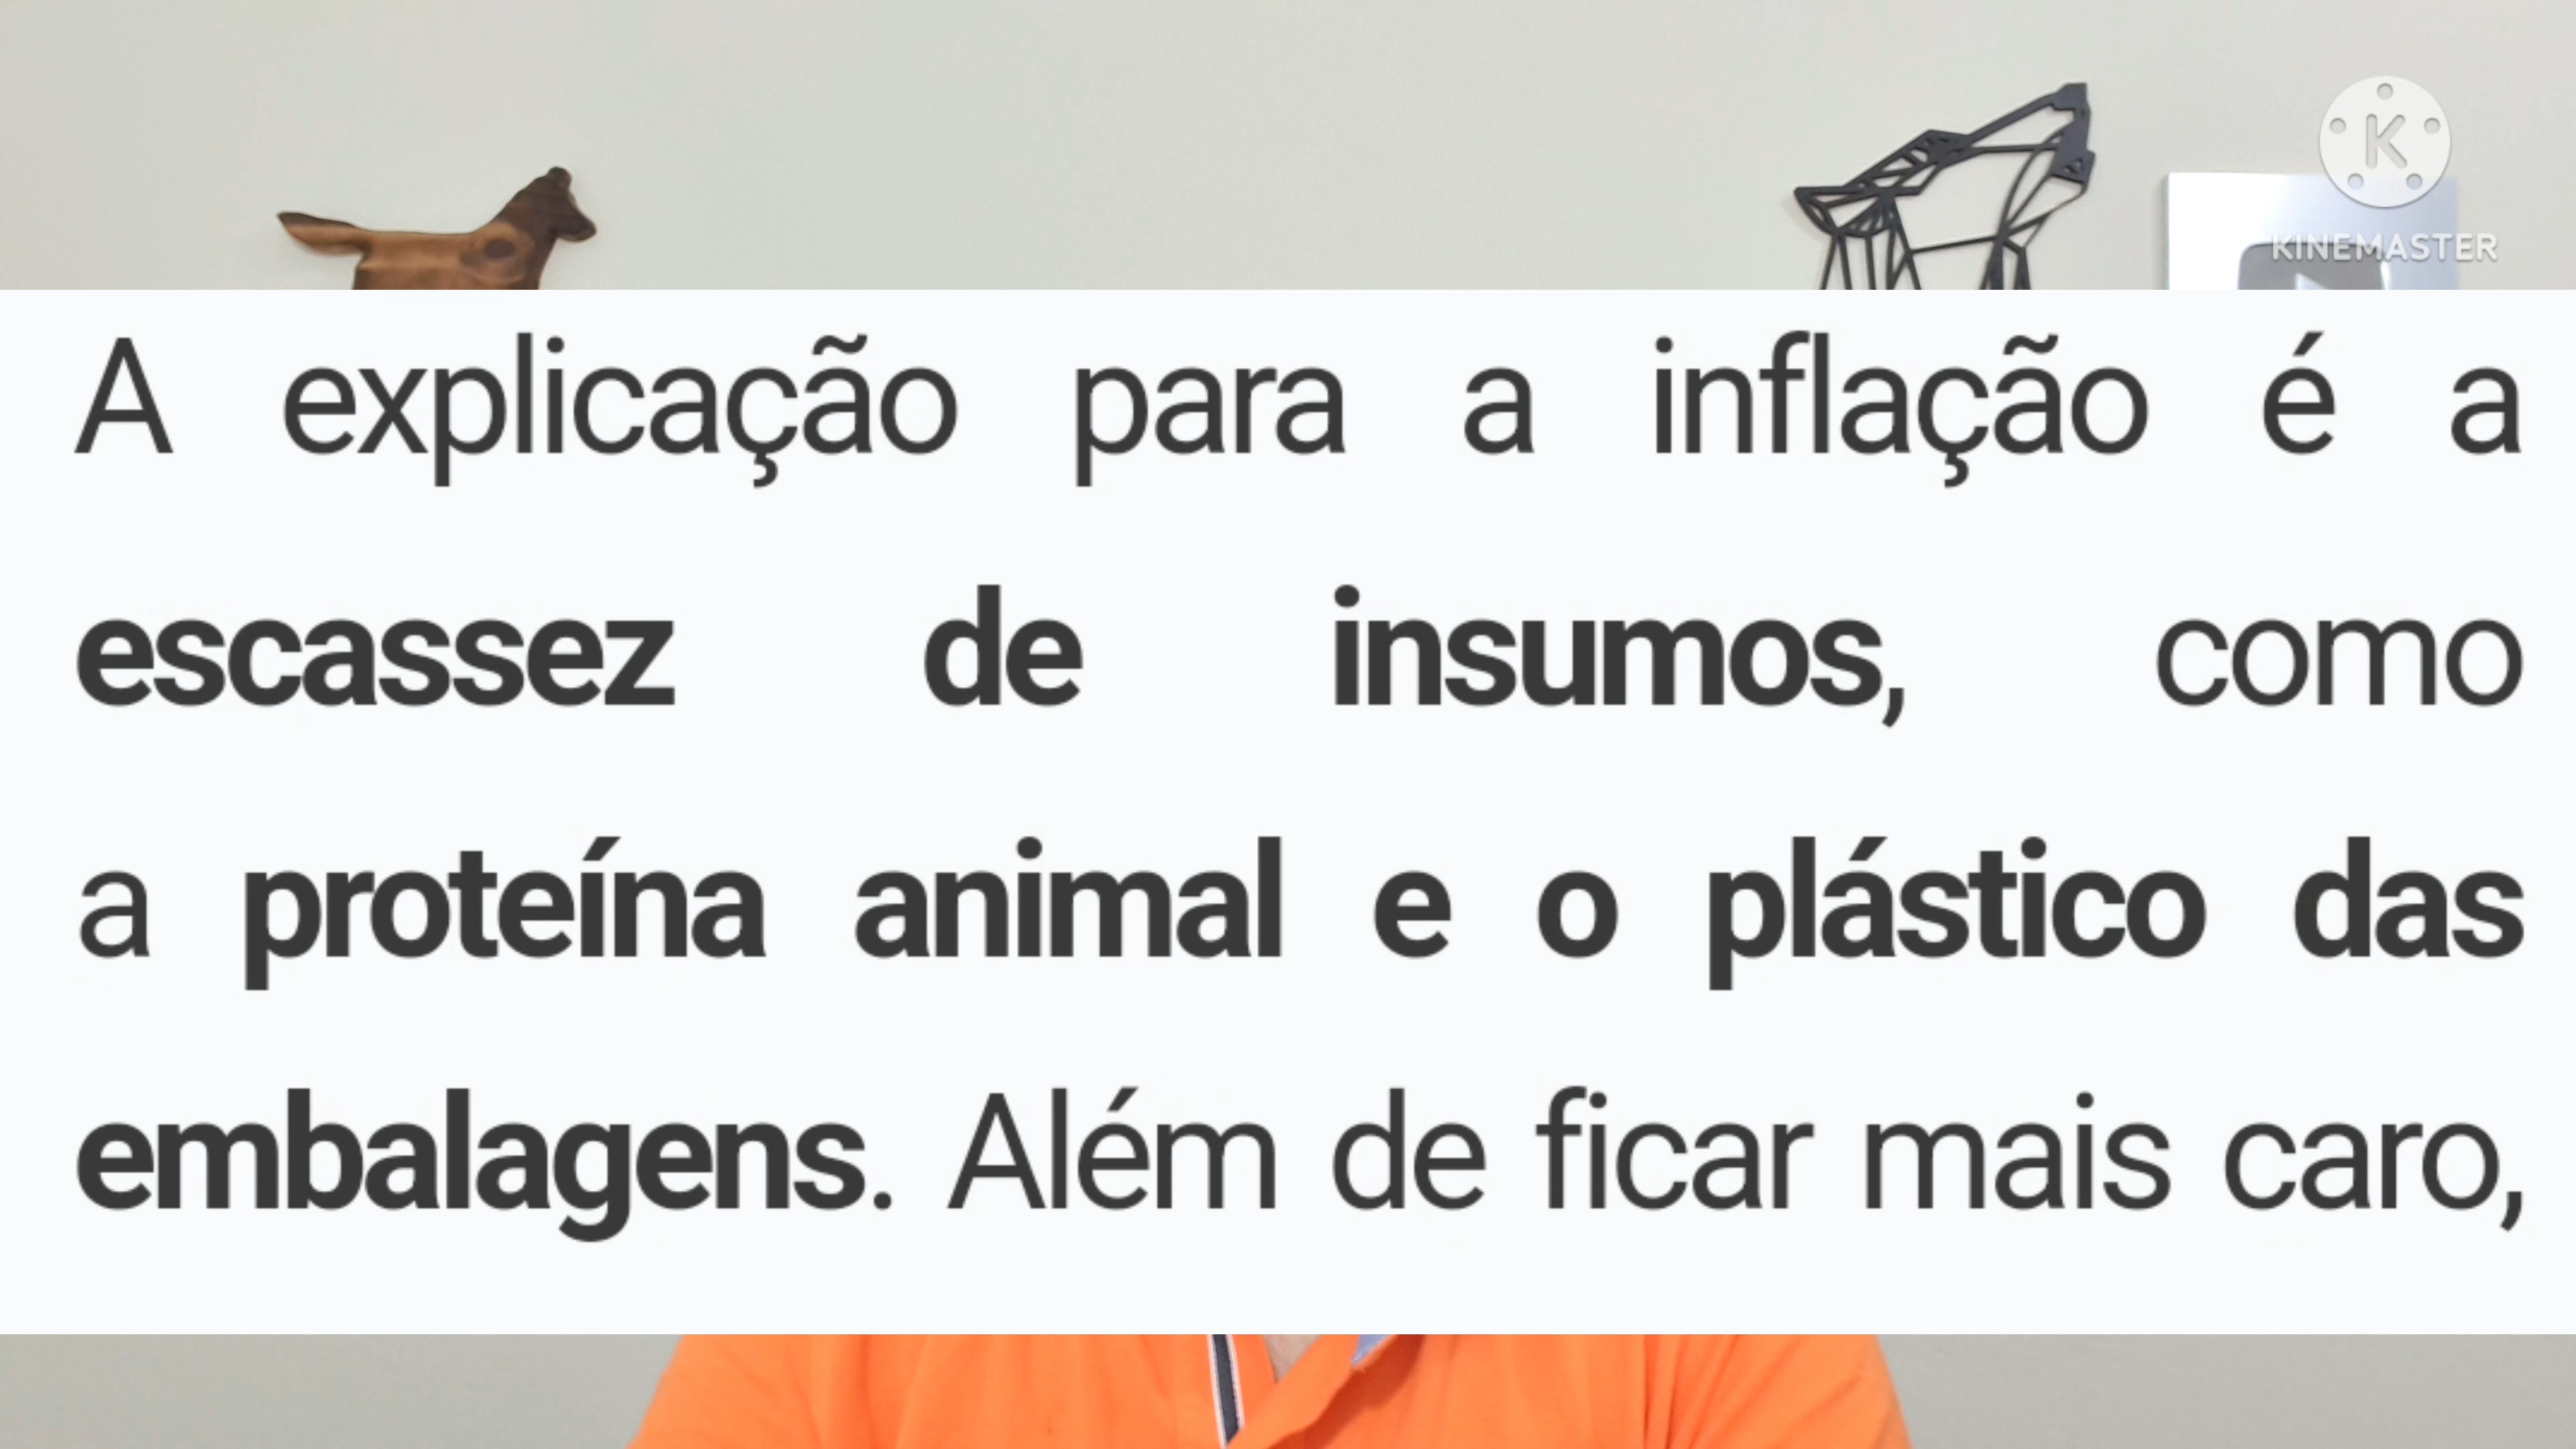 K
KINEMASTER
A explicação para a inflação é a
escassez de insumos, como
a proteína animal e o plástico das
embalagens. Além de ficar mais caro,